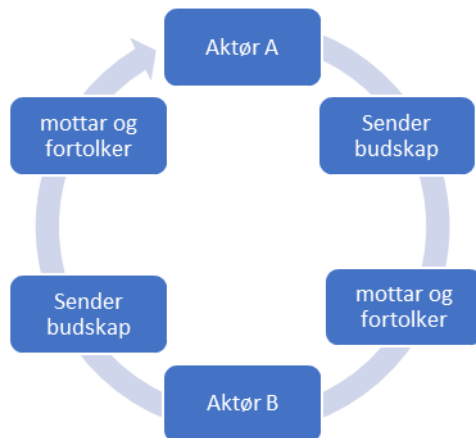 Aktør A
Sender
budskap
mottar og
fortolker
Aktør B
Sender
budskap
mottar og
fortolker